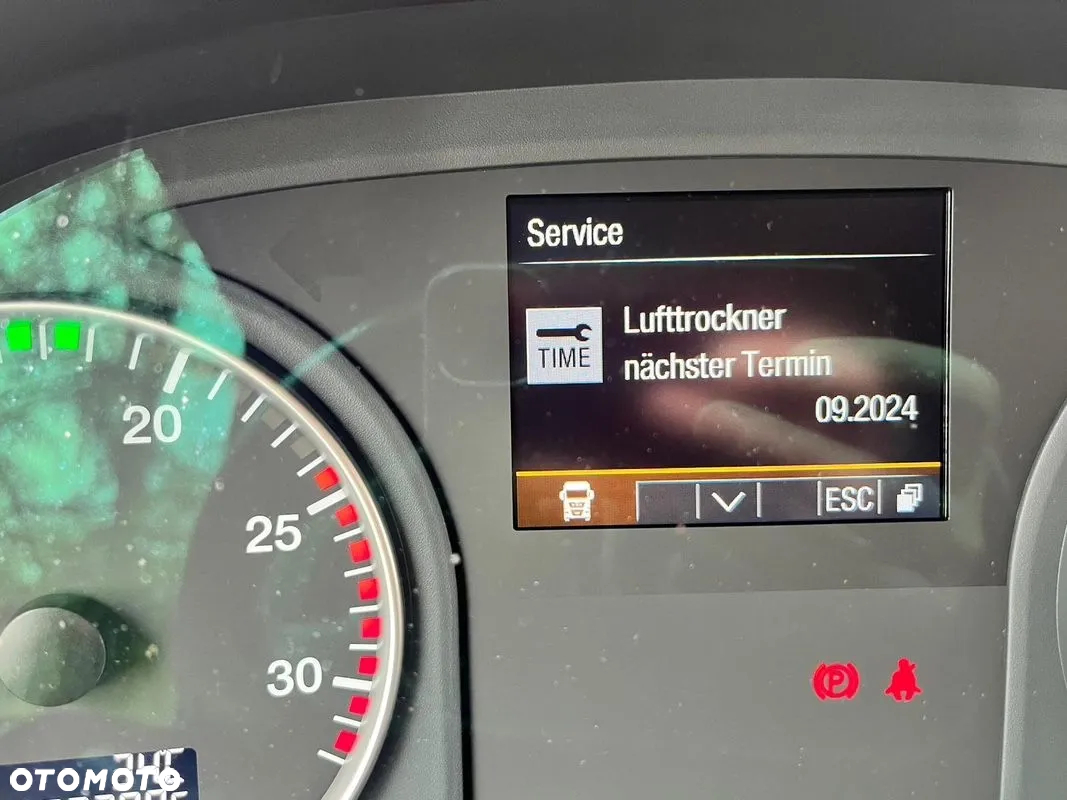 Service
TIME
Lufttrockner
nächster Termin
09.2024
ESC
20
25
30
P
OTOMOTO